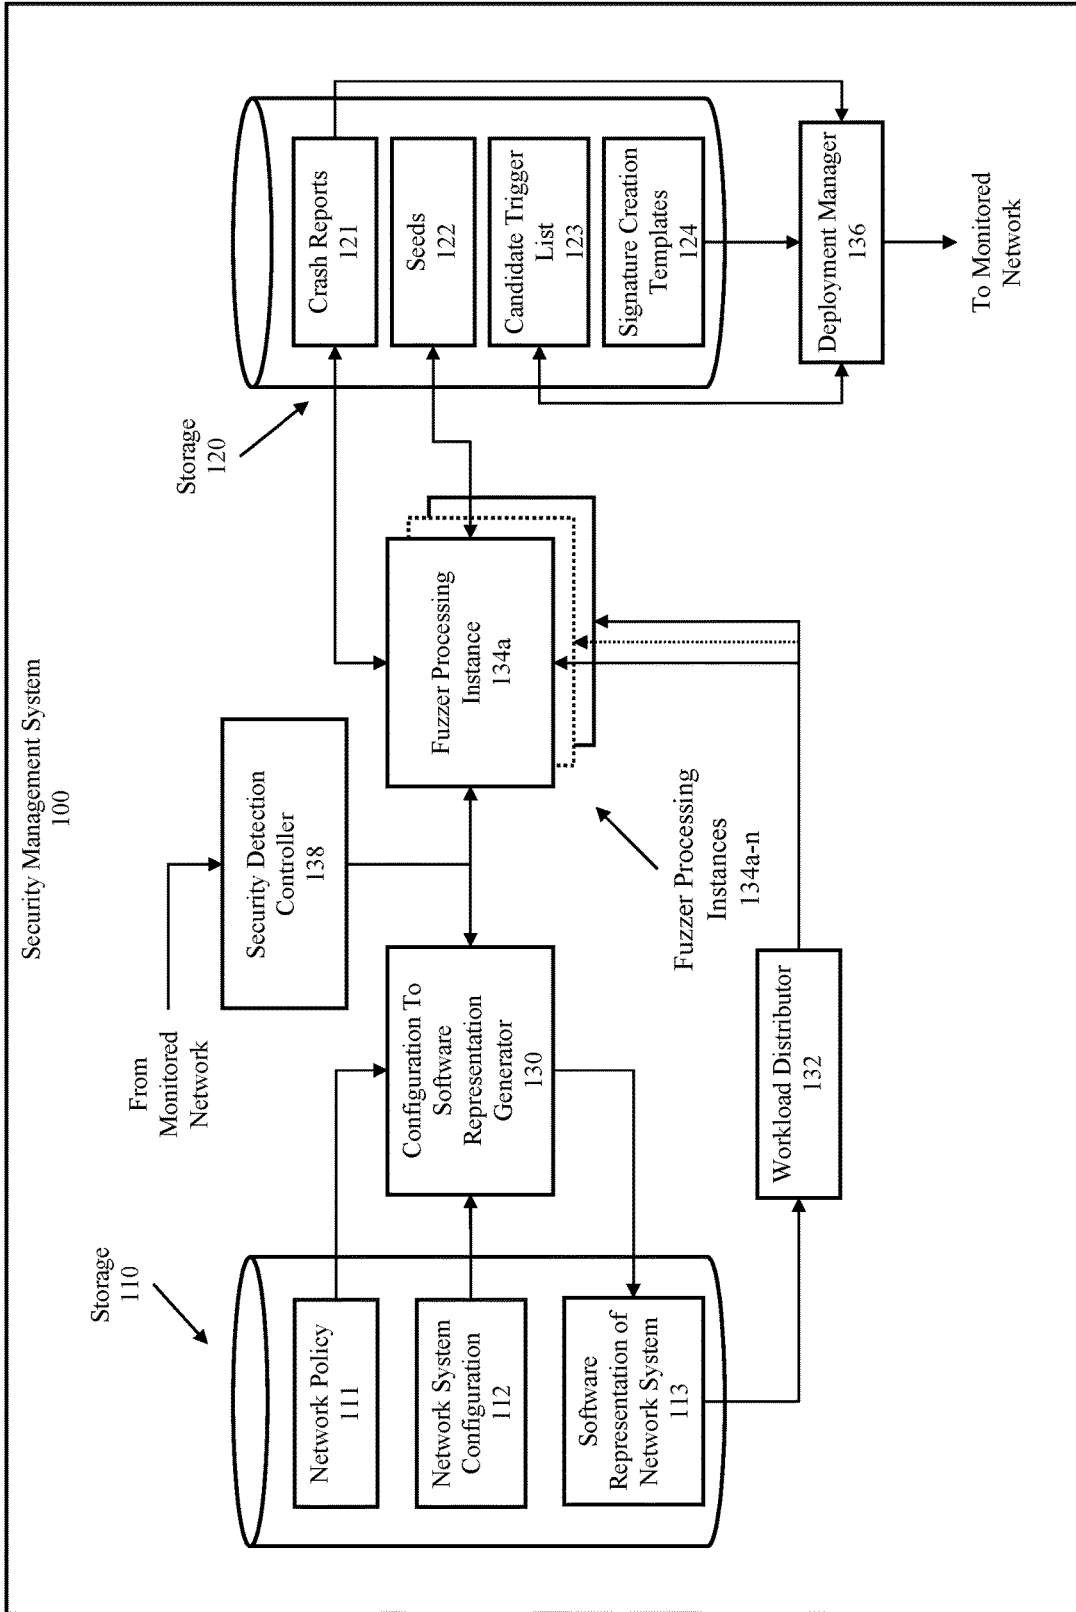 Security Management System
100
Storage
110
Network Policy
111
Network System
Configuration
112
Software
Representation of
Network System
113
From
Monitored
Network
Security Detection
Controller
138
Configuration To
Software
Representation
Generator
130
Workload Distributor
132
Fuzzer Processing
Instance
134a
Fuzzer Processing
Instances
134a-n
Storage
120
Crash Reports
121
Seeds
122
Candidate Trigger
List
123
Signature Creation
Templates
124
Deployment Manager
136
To Monitored
Network